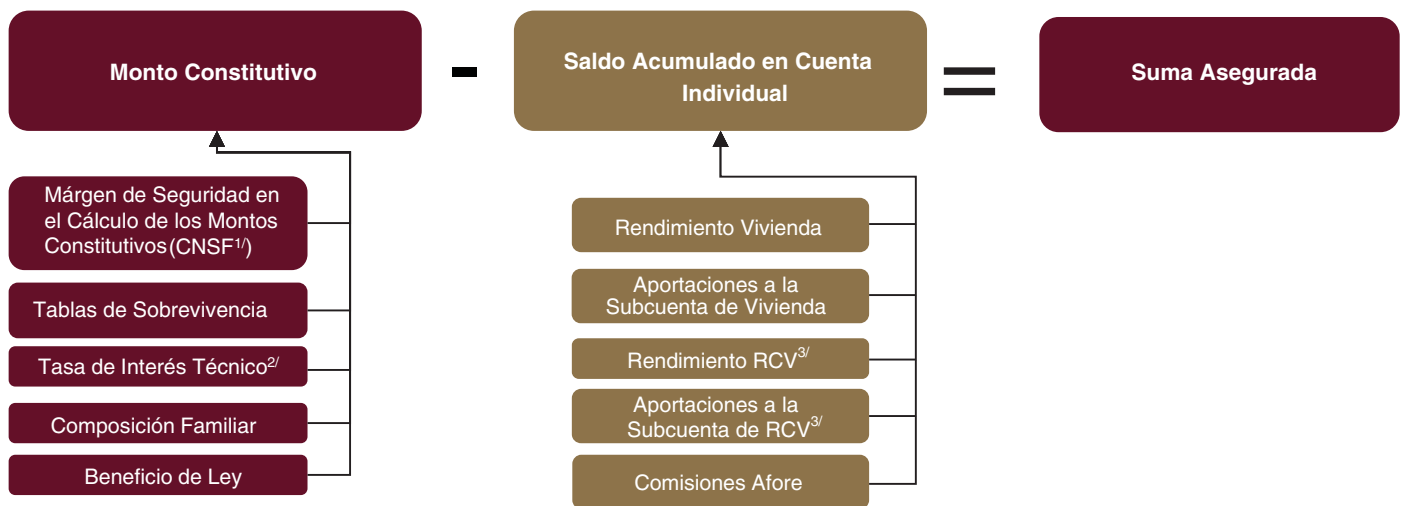 Monto Constitutivo
-
Saldo Acumulado en Cuenta
Individual
=
Suma Asegurada
Márgen de Seguridad en
el Cálculo de los Montos
Constitutivos (CNSF1/)
Tablas de Sobrevivencia
Tasa de Interés Técnico2/
Composición Familiar
Beneficio de Ley
Rendimiento Vivienda
Aportaciones a la
Subcuenta de Vivienda
Rendimiento RCV3/
Aportaciones a la
Subcuenta de RCV3/
Comisiones Afore